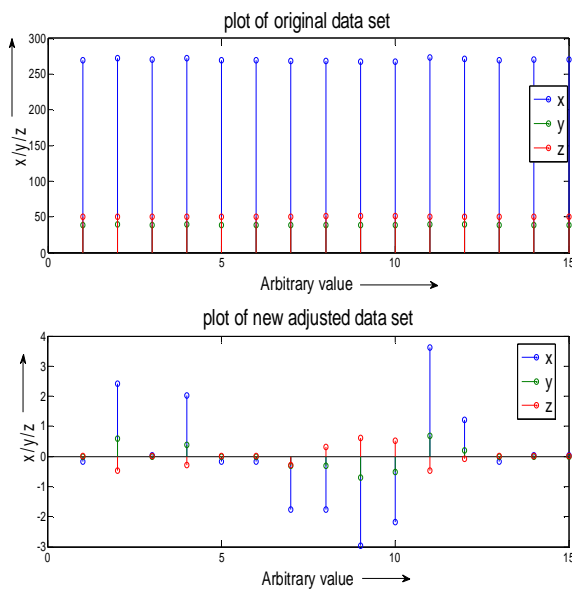 plot of original data set
300
250
200
150
100
50
0
x/y/z
x
y
z
0 5 10 15
Arbitrary value
plot of new adjusted data set
4
3
2
1
0
-1
-2
-3
x/y/z
x
y
z
0 5 10 15
Arbitrary value